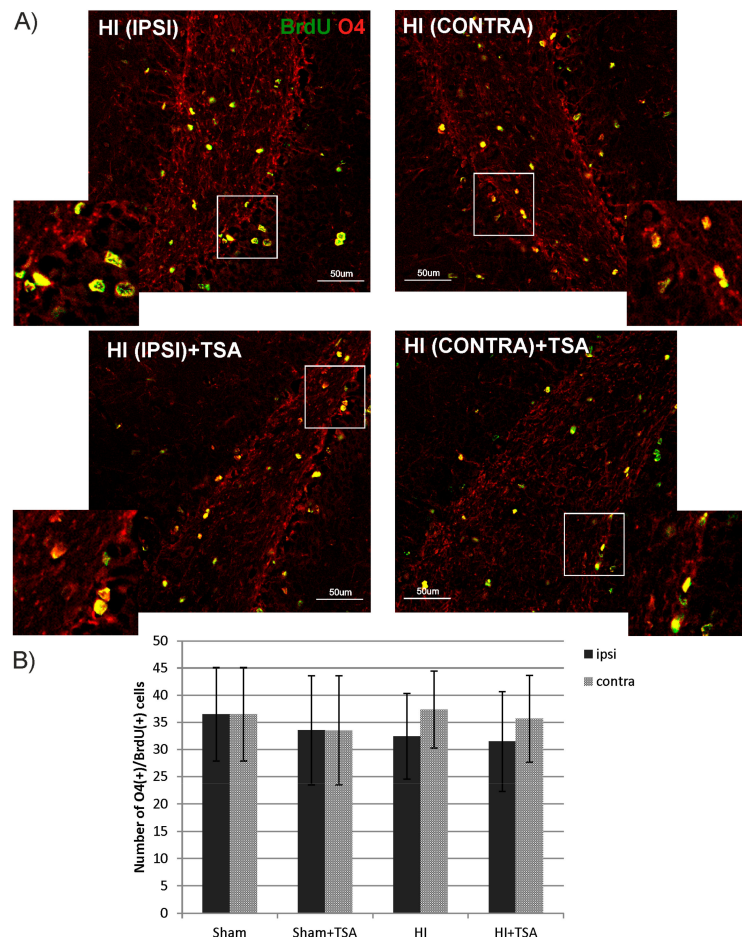 A)
HI (IPSI)
BrdU O4
HI (CONTRA)
50um
50um
HI (IPSI)+TSA
HI (CONTRA)+TSA
50um
50um
B)
Number of O4(+)/BrdU(+) cells
50
45
40
35
30
25
20
15
10
5
0
Sham
Sham+TSA
HI
HI+TSA
ipsi
contra